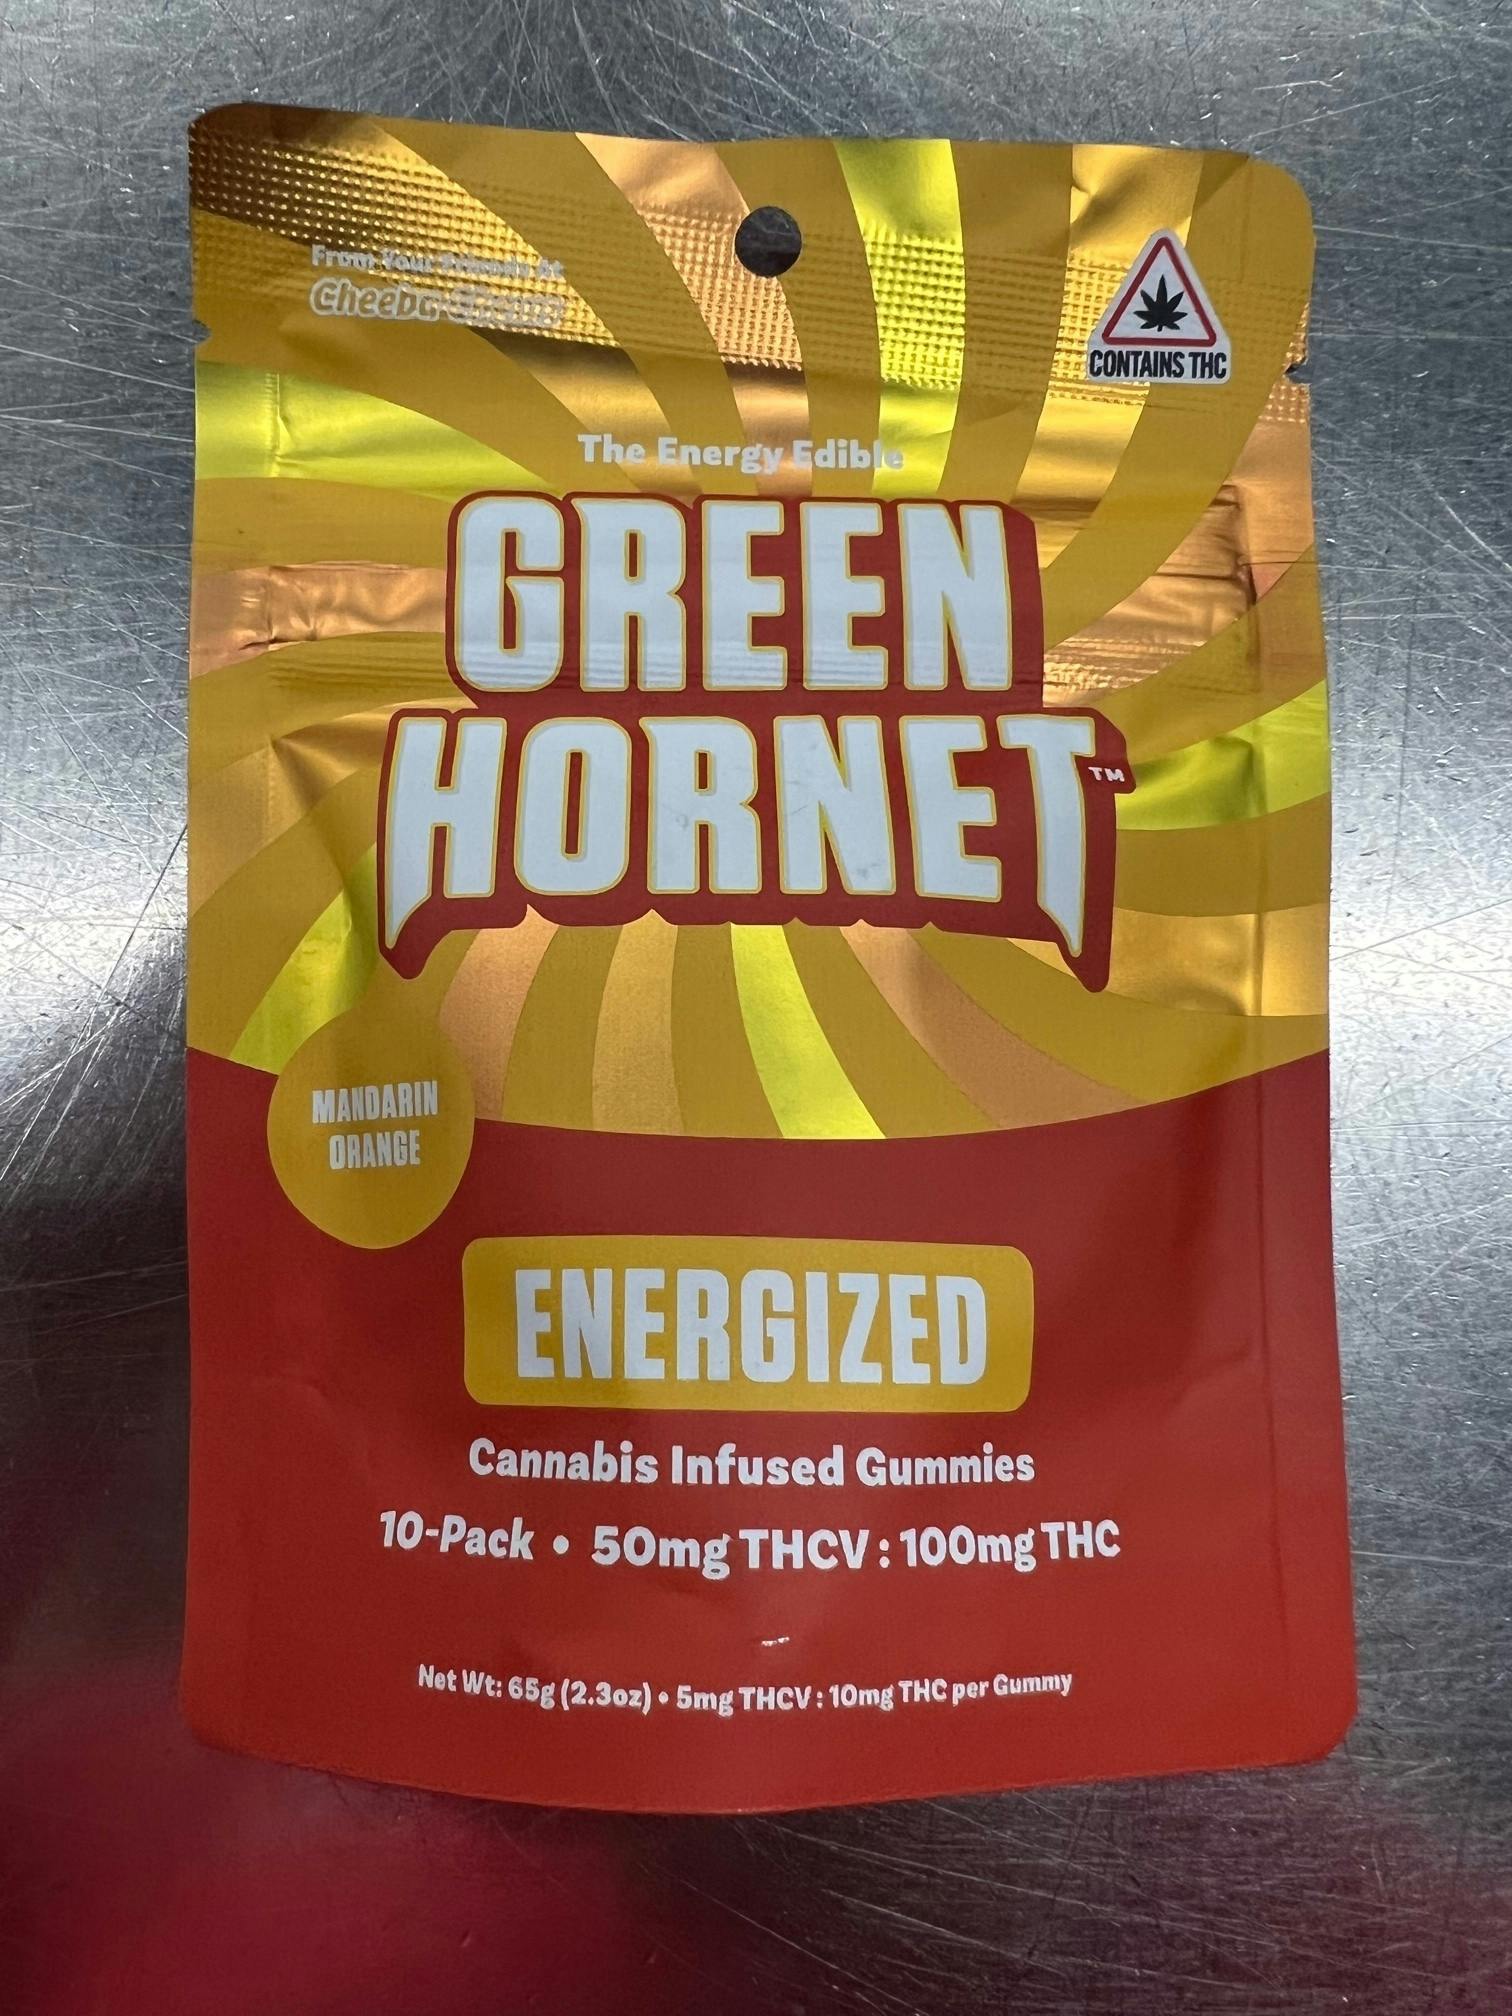 From Your Friends At
Cheeba Chews
CONTAINS THC
The Energy Edible
GREEN
HORNET™
MANDARIN
ORANGE
ENERGIZED
Cannabis Infused Gummies
10-Pack • 50mg THCV : 100mg THC
Net Wt: 65g (2.3oz) • 5mg THCV : 10mg THC per Gummy